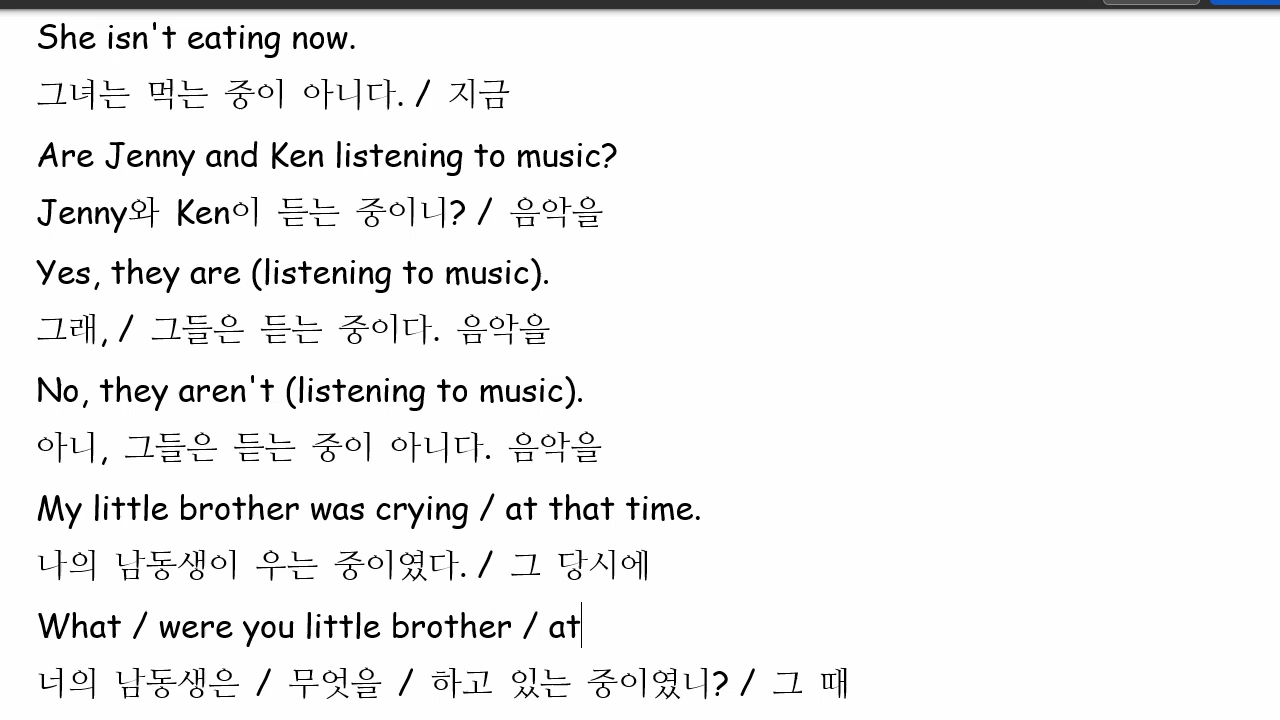 She isn't eating now.
그녀는 먹는 중이 아니다. / 지금
Are Jenny and Ken listening to music?
Jenny와 Ken이 듣는 중이니? / 음악을
Yes, they are (listening to music).
그래, / 그들은 듣는 중이다. 음악을
No, they aren't (listening to music).
아니, 그들은 듣는 중이 아니다. 음악을
My little brother was crying / at that time.
나의 남동생이 우는 중이였다. / 그 당시에
What / were you little brother / at
너의 남동생은 / 무엇을 / 하고 있는 중이였니? / 그 때